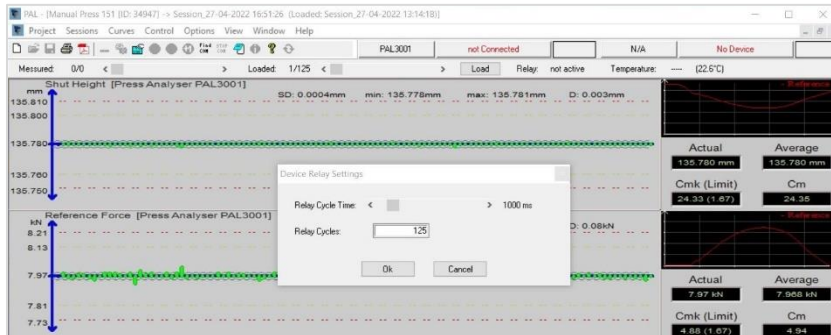 PAL - [Manual Press 151 (ID: 34947) -> Session_27-04-2022 16:51:26 (Loaded: Session_27-04-2022 13:14:18)]
Project Sessions Curves Control Options View Window Help
PAL3001 not Connected N/A No Device
Messured: 0/0 < > Loaded: 1/125 < > Load Relay: not active Temperature: ----- (22.6°C)
Shut Height [Press Analyser PAL3001]
mm
SD: 0.0004mm min: 135.778mm max: 135.781mm D: 0.003mm
135.810
135.800
135.780
135.760
135.750
- Reference
Actual Average
135.780 mm 135.780 mm
Cmk (Limit) Cm
24.33 (1.67) 24.35
Device Relay Settings
Relay Cycle Time: < > 1000 ms
Relay Cycles: 125
Ok Cancel
Reference Force [Press Analyser PAL3001]
kN
D: 0.08kN
8.21
8.13
7.97
7.81
7.73
- Reference
Actual Average
7.97 kN 7.968 kN
Cmk (Limit) Cm
4.88 (1.67) 4.94